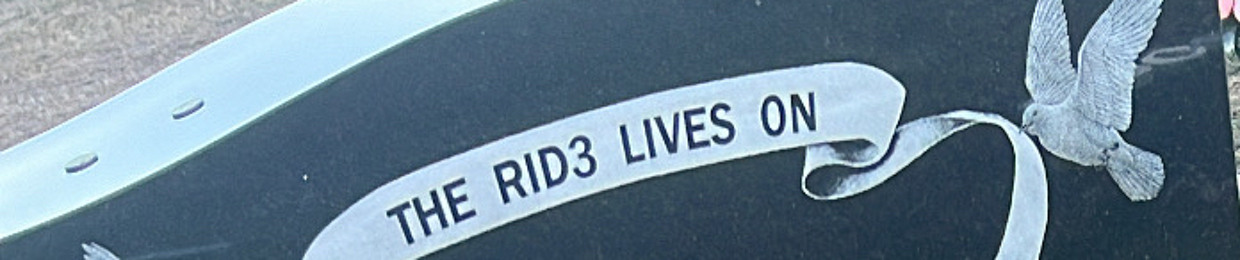 THE RID3 LIVES ON